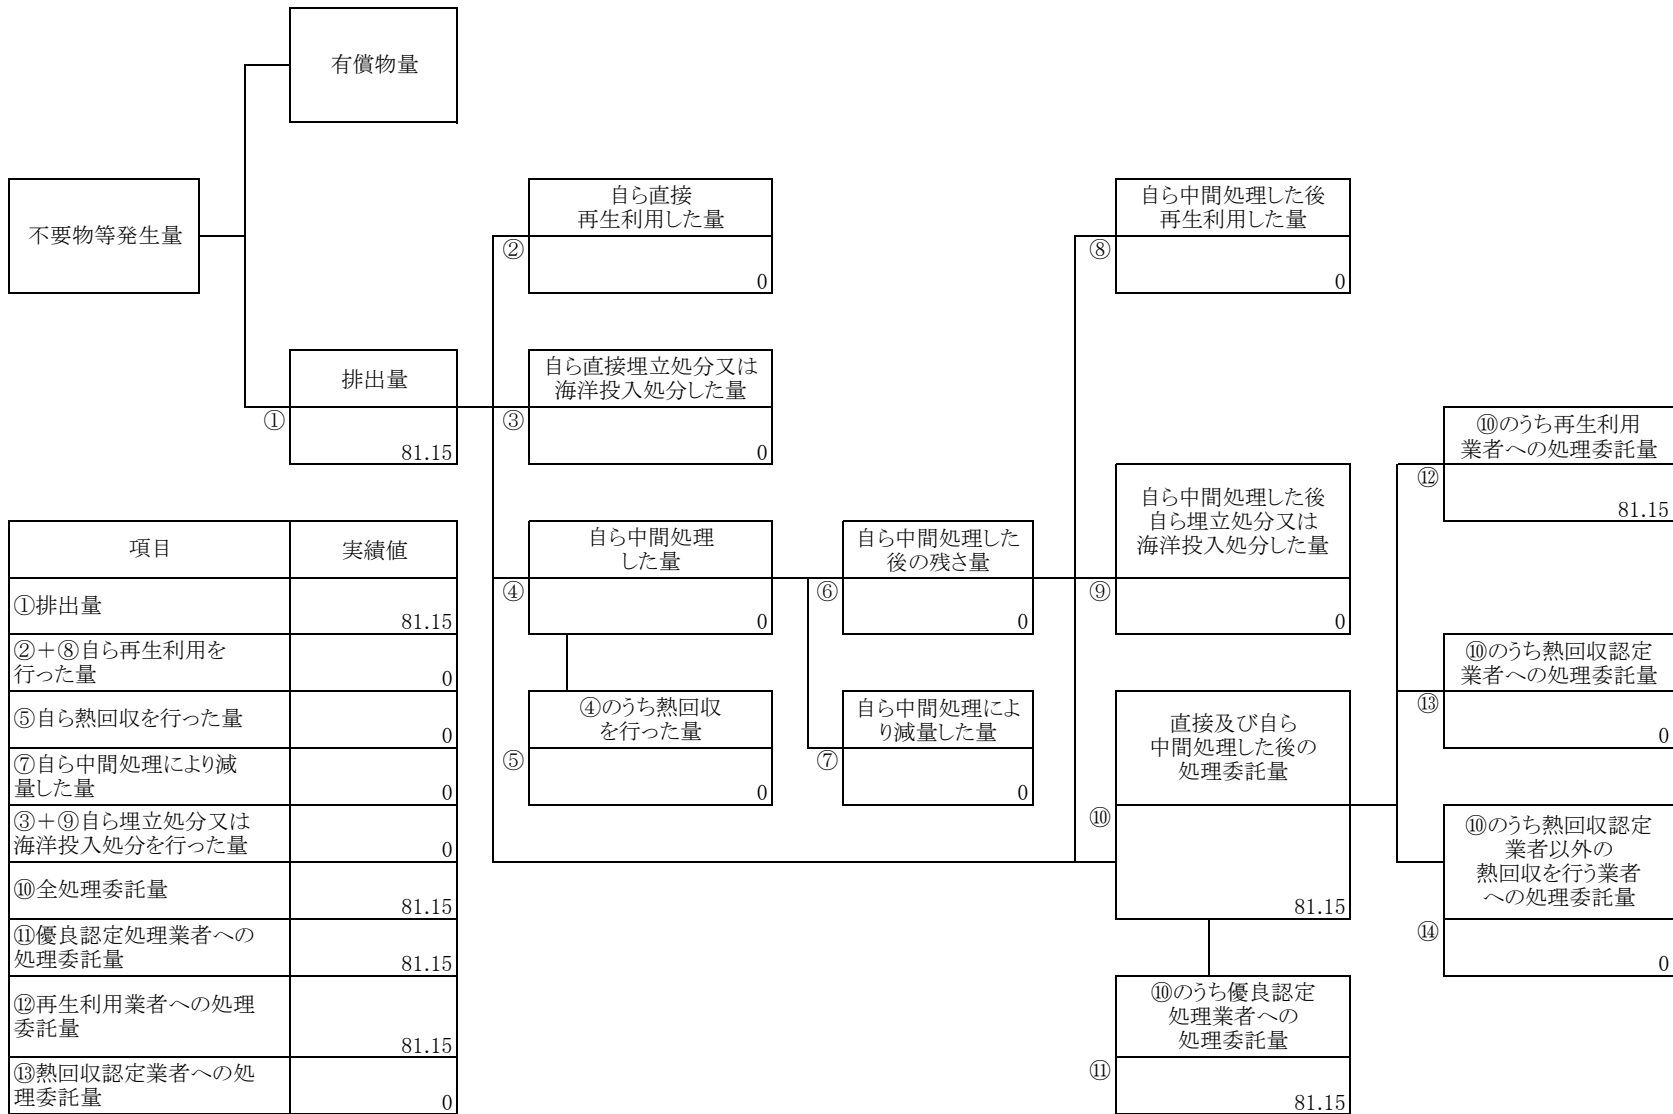 有償物量
不要物等発生量
自ら直接
再生利用した量
②
0
自ら中間処理した後
再生利用した量
⑧
0
排出量
①
81.15
自ら直接埋立処分又は
海洋投入処分した量
③
0
⑩のうち再生利用
業者への処理委託量
⑫
81.15
自ら中間処理
した量
④
0
自ら中間処理した
後の残さ量
⑥
0
自ら中間処理した後
自ら埋立処分又は
海洋投入処分した量
⑨
0
⑩のうち熱回収認定
業者への処理委託量
⑬
0
④のうち熱回収
を行った量
⑤
0
自ら中間処理によ
り減量した量
⑦
0
直接及び自ら
中間処理した後の
処理委託量
⑩
81.15
⑩のうち熱回収認定
業者以外の
熱回収を行う業者
への処理委託量
⑭
0
⑩のうち優良認定
処理業者への
処理委託量
⑪
81.15
項目 実績値
①排出量 81.15
②+⑧自ら再生利用を
行った量 0
⑤自ら熱回収を行った量 0
⑦自ら中間処理により減
量した量 0
③+⑨自ら埋立処分又は
海洋投入処分を行った量 0
⑩全処理委託量 81.15
⑪優良認定処理業者への
処理委託量 81.15
⑫再生利用業者への処理
委託量 81.15
⑬熱回収認定業者への処
理委託量 0